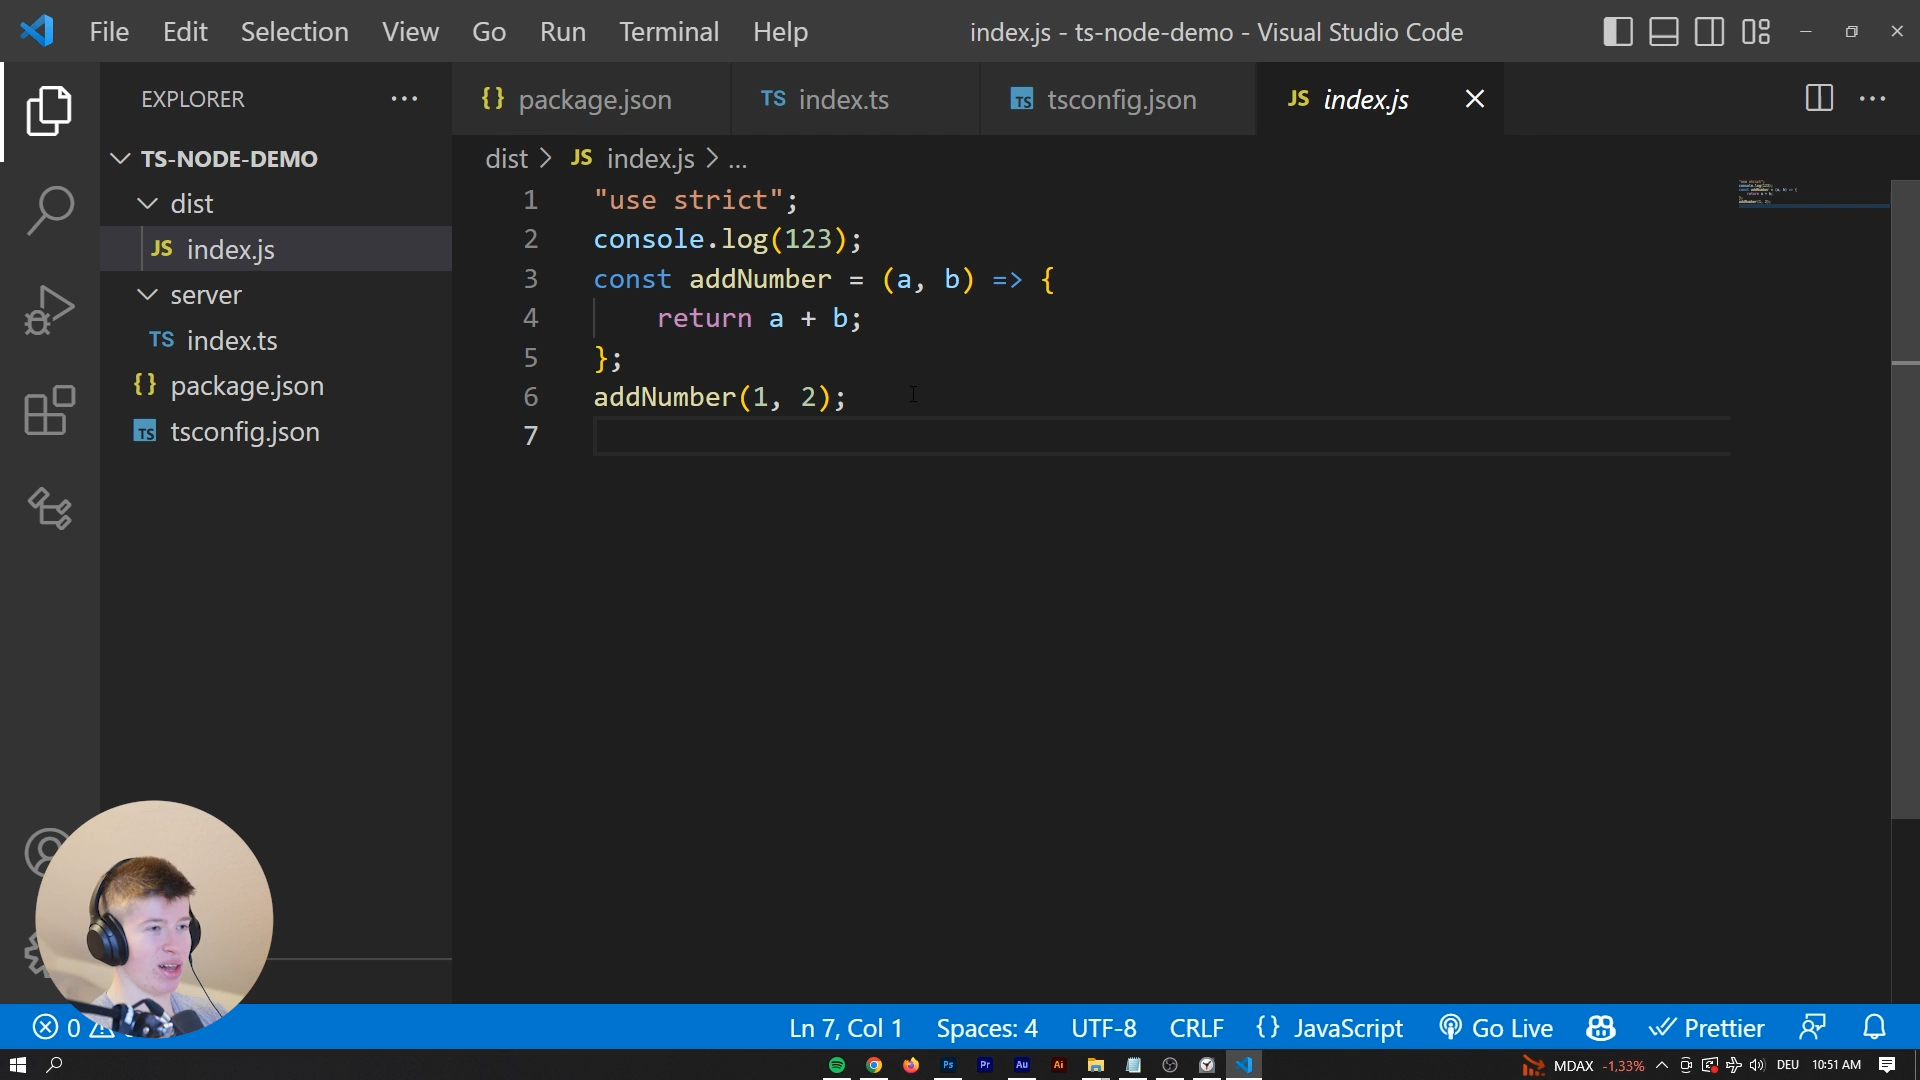 File Edit Selection View Go Run Terminal Help
index.js - ts-node-demo - Visual Studio Code
EXPLORER
TS-NODE-DEMO
dist
JS index.js
server
TS index.ts
{} package.json
TS tsconfig.json
{} package.json
TS index.ts
TS tsconfig.json
JS index.js
dist > JS index.js > ...
1 "use strict";
2 console.log(123);
3 const addNumber = (a, b) => {
4 return a + b;
5 };
6 addNumber(1, 2);
7
0
Ln 7, Col 1 Spaces: 4 UTF-8 CRLF {} JavaScript Go Live Prettier
Ps Pr Au Ai
MDAX -1,33% DEU 10:51 AM